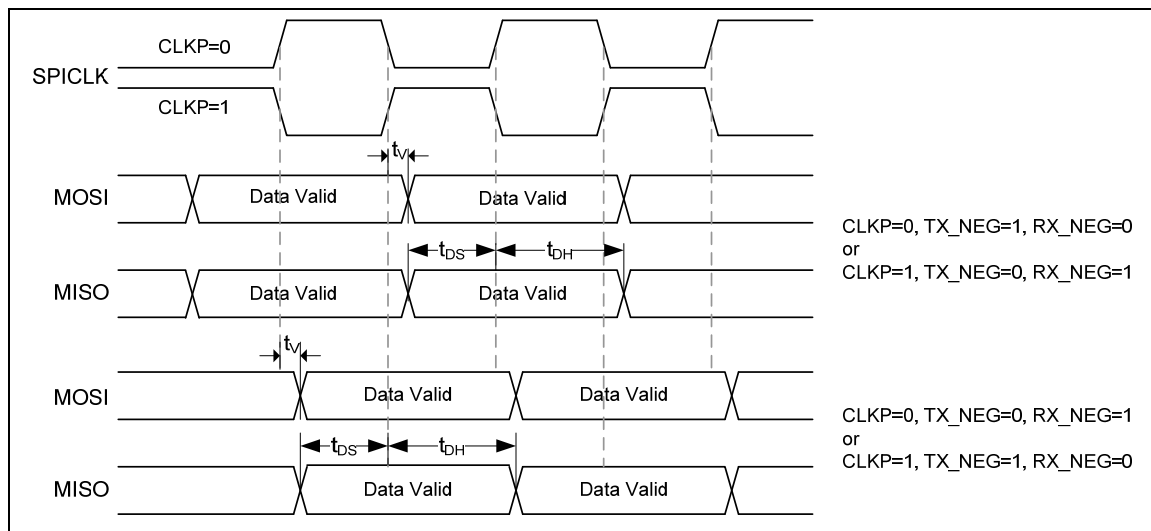 CLKP=0
SPICLK
CLKP=1
tV
MOSI
Data Valid
Data Valid
CLKP=0, TX_NEG=1, RX_NEG=0
or
CLKP=1, TX_NEG=0, RX_NEG=1
tDS
tDH
MISO
Data Valid
Data Valid
tV
MOSI
Data Valid
Data Valid
CLKP=0, TX_NEG=0, RX_NEG=1
or
CLKP=1, TX_NEG=1, RX_NEG=0
tDS
tDH
MISO
Data Valid
Data Valid